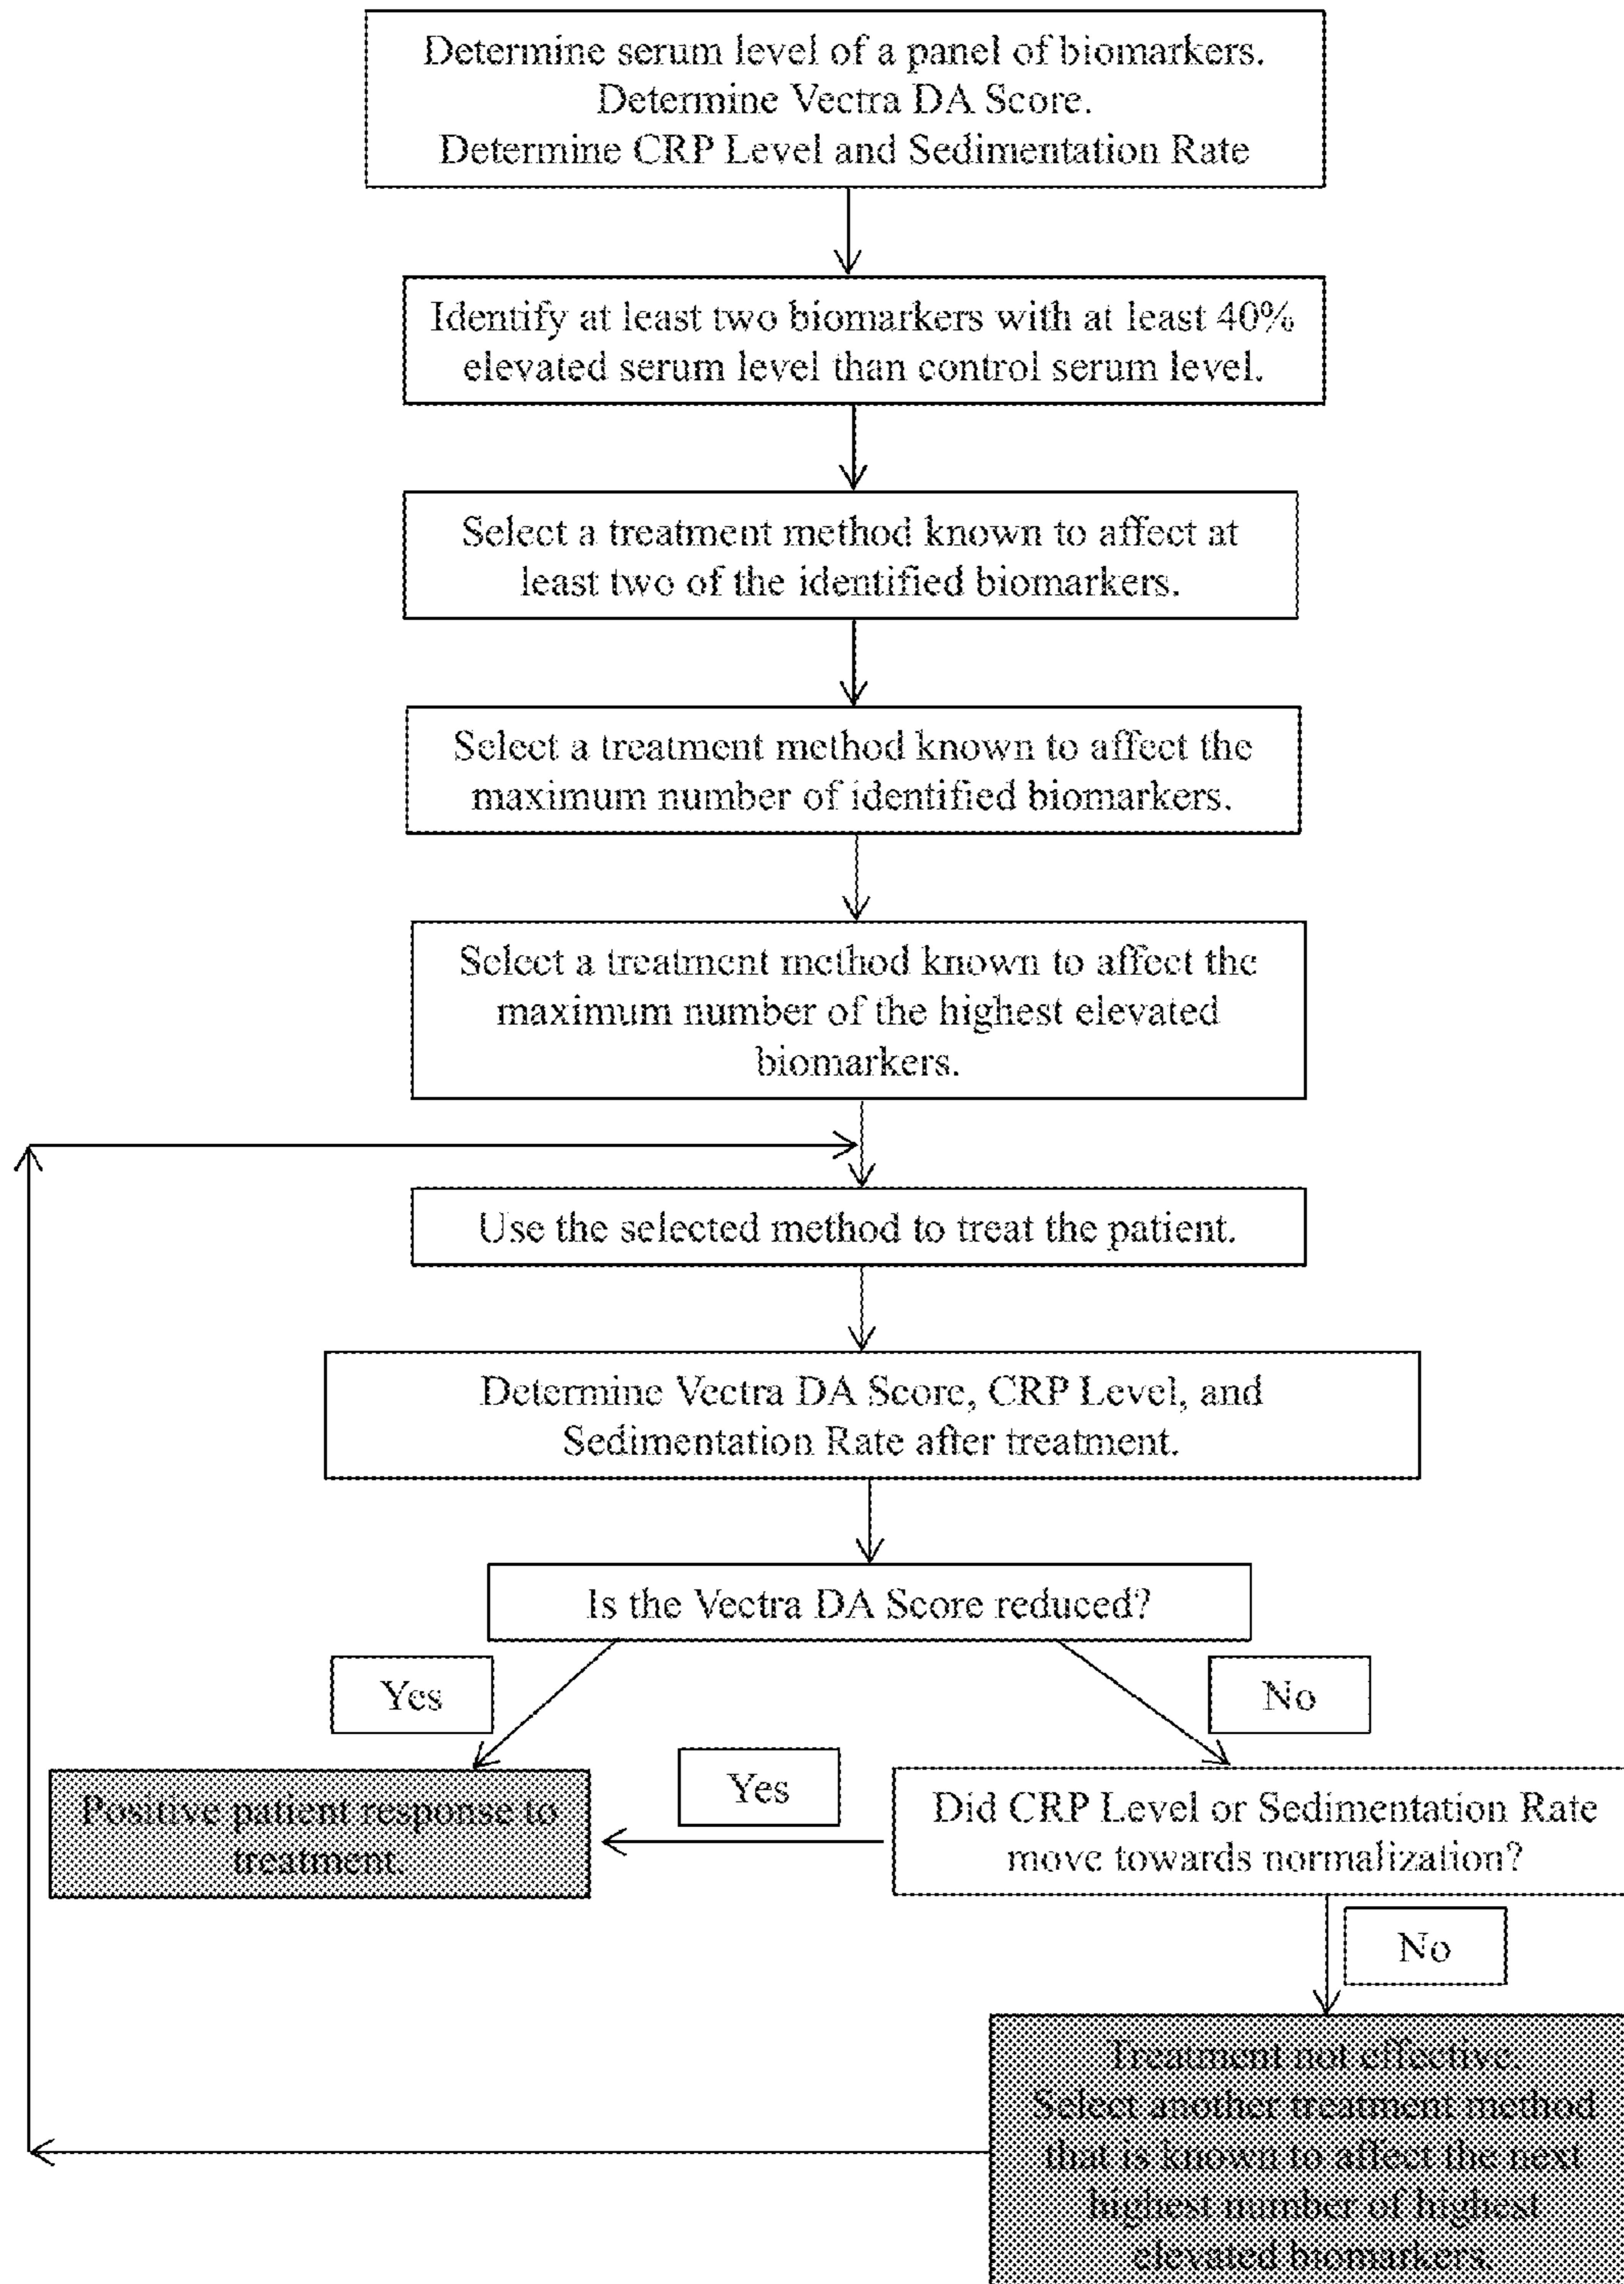 Determine serum level of a panel of biomarkers.
Determine Vectra DA Score.
Determine CRP Level and Sedimentation Rate
Identify at least two biomarkers with at least 40%
elevated serum level than control serum level.
Select a treatment method known to affect at
least two of the identified biomarkers.
Select a treatment method known to affect the
maximum number of identified biomarkers.
Select a treatment method known to affect the
maximum number of the highest elevated
biomarkers.
Use the selected method to treat the patient.
Determine Vectra DA Score, CRP Level, and
Sedimentation Rate after treatment.
Is the Vectra DA Score reduced?
Yes
No
Positive patient response to
treatment.
Yes
Did CRP Level or Sedimentation Rate
move towards normalization?
No
Treatment not effective.
Select another treatment method
that is known to affect the next
highest number of highest
elevated biomarkers.